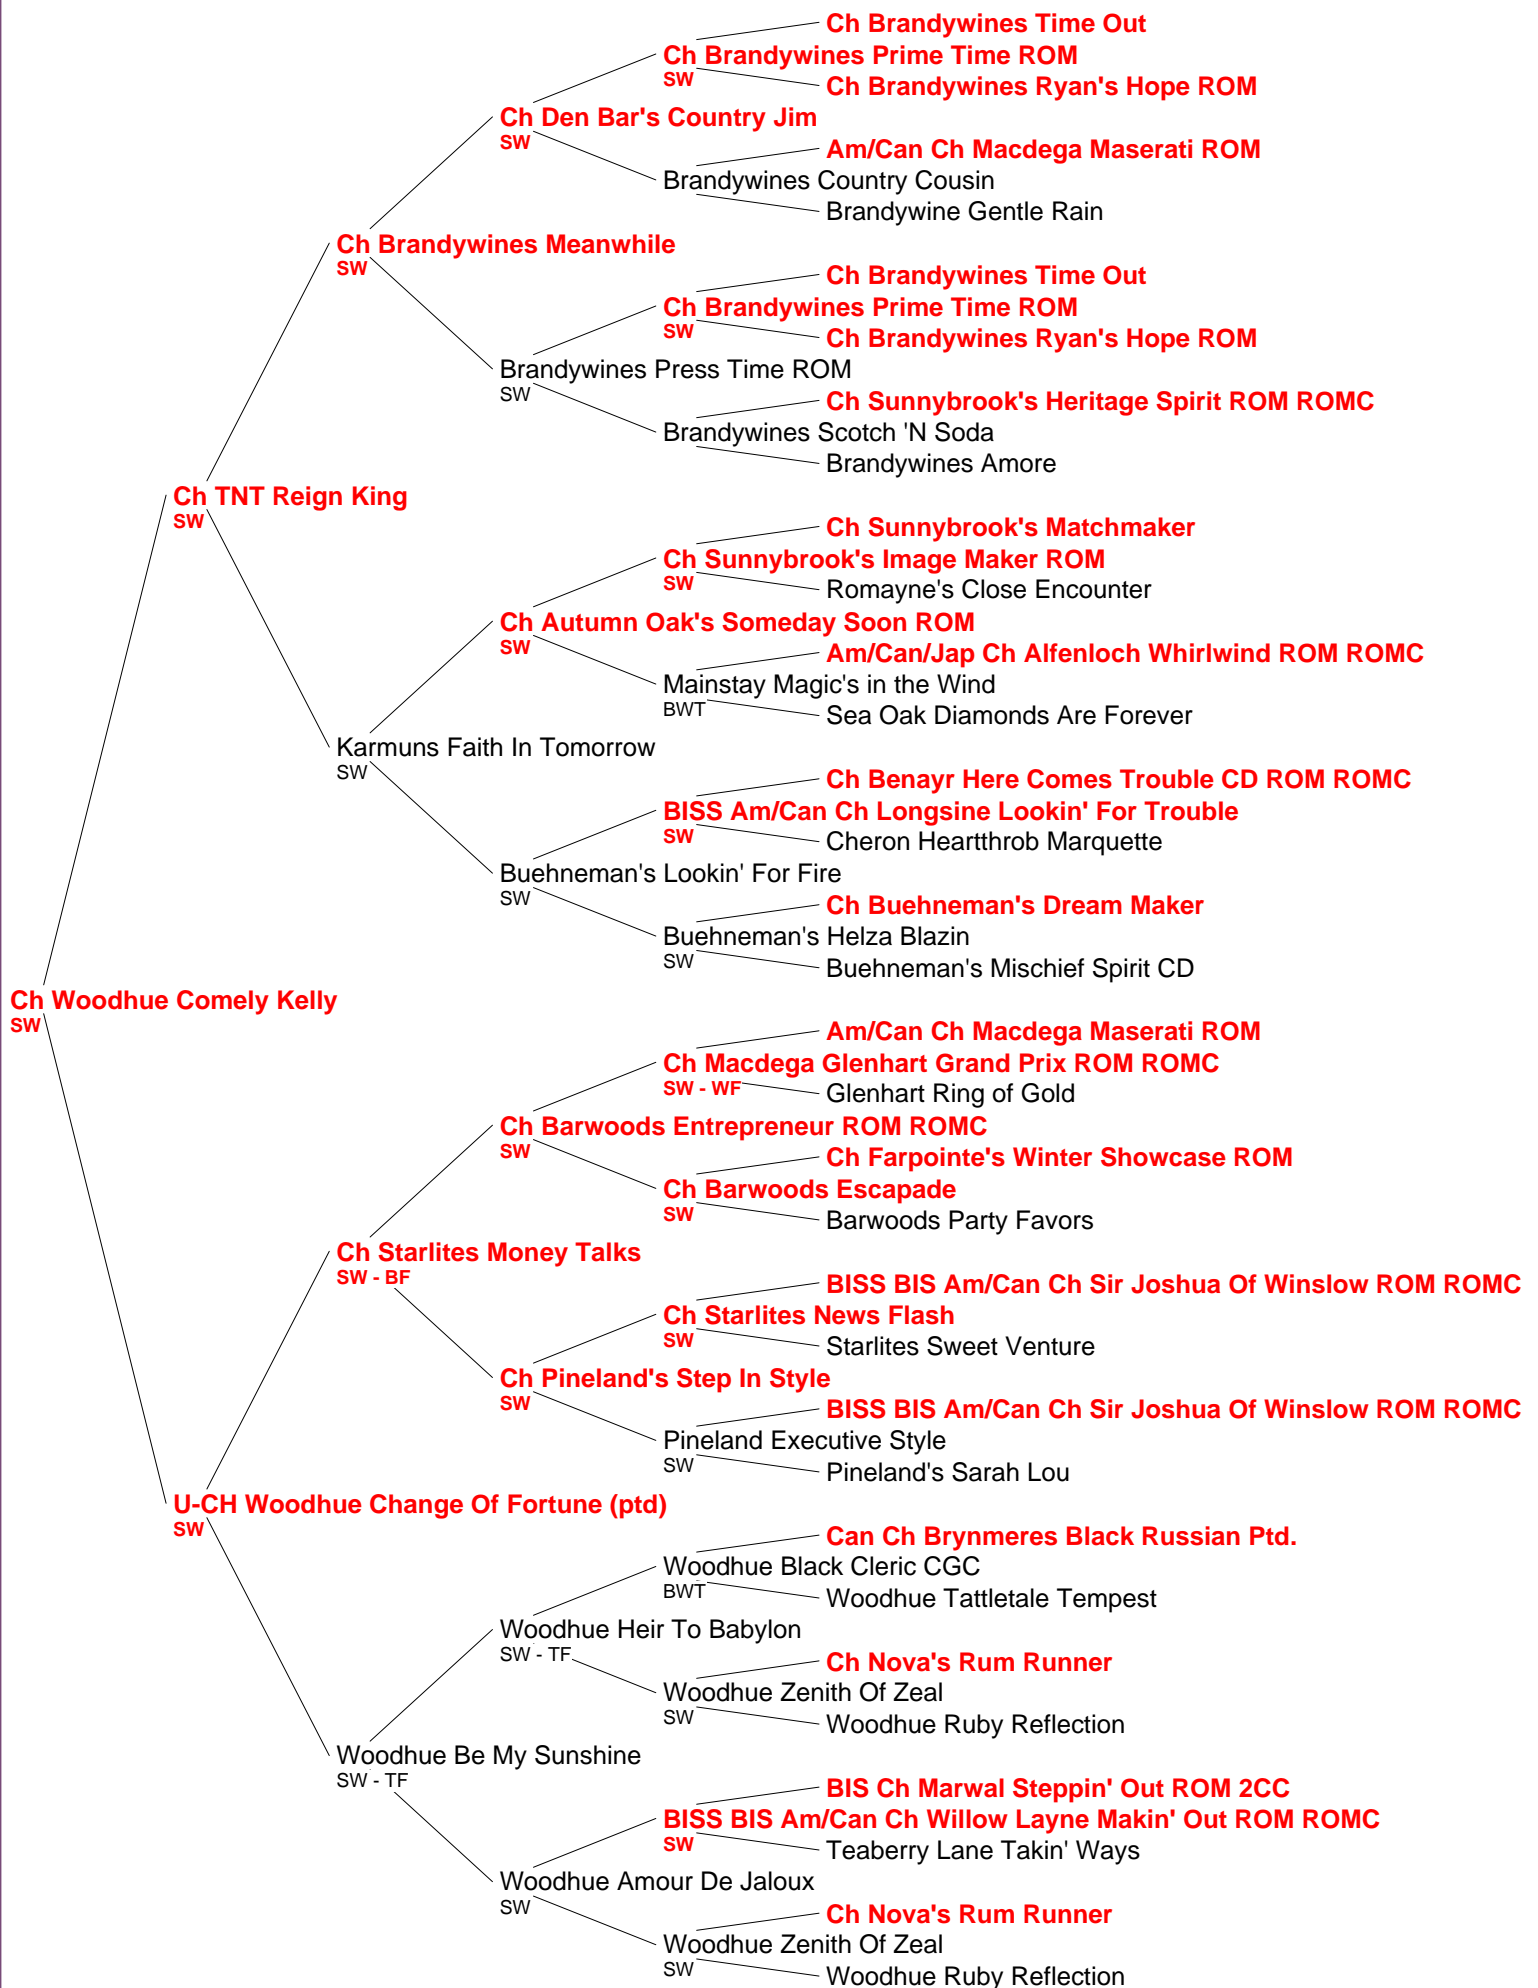 Ch Brandywines Time Out
Ch Brandywines Prime Time ROM
SW
Ch Brandywines Ryan's Hope ROM
Ch Den Bar's Country Jim
SW
Am/Can Ch Macdega Maserati ROM
Brandywines Country Cousin
Brandywine Gentle Rain
Ch Brandywines Meanwhile
SW
Ch Brandywines Time Out
Ch Brandywines Prime Time ROM
SW
Ch Brandywines Ryan's Hope ROM
Brandywines Press Time ROM
SW
Ch Sunnybrook's Heritage Spirit ROM ROMC
Brandywines Scotch 'N Soda
Brandywines Amore
Ch TNT Reign King
SW
Ch Sunnybrook's Matchmaker
Ch Sunnybrook's Image Maker ROM
SW
Romayne's Close Encounter
Ch Autumn Oak's Someday Soon ROM
SW
Am/Can/Jap Ch Alfenloch Whirlwind ROM ROMC
Mainstay Magic's in the Wind
BWT
Sea Oak Diamonds Are Forever
Karmuns Faith In Tomorrow
SW
Ch Benayr Here Comes Trouble CD ROM ROMC
BISS Am/Can Ch Longsine Lookin' For Trouble
SW
Cheron Heartthrob Marquette
Buehneman's Lookin' For Fire
SW
Ch Buehneman's Dream Maker
Buehneman's Helza Blazin
SW
Buehneman's Mischief Spirit CD
Ch Woodhue Comely Kelly
SW
Am/Can Ch Macdega Maserati ROM
Ch Macdega Glenhart Grand Prix ROM ROMC
SW - WF
Glenhart Ring of Gold
Ch Barwoods Entrepreneur ROM ROMC
SW
Ch Farpointe's Winter Showcase ROM
Ch Barwoods Escapade
SW
Barwoods Party Favors
Ch Starlites Money Talks
SW - BF
BISS BIS Am/Can Ch Sir Joshua Of Winslow ROM ROMC
Ch Starlites News Flash
SW
Starlites Sweet Venture
Ch Pineland's Step In Style
SW
BISS BIS Am/Can Ch Sir Joshua Of Winslow ROM ROMC
Pineland Executive Style
SW
Pineland's Sarah Lou
U-CH Woodhue Change Of Fortune (ptd)
SW
Can Ch Brynmeres Black Russian Ptd.
Woodhue Black Cleric CGC
BWT
Woodhue Tattletale Tempest
Woodhue Heir To Babylon
SW - TF
Ch Nova's Rum Runner
Woodhue Zenith Of Zeal
SW
Woodhue Ruby Reflection
Woodhue Be My Sunshine
SW - TF
BIS Ch Marwal Steppin' Out ROM 2CC
BISS BIS Am/Can Ch Willow Layne Makin' Out ROM ROMC
SW
Teaberry Lane Takin' Ways
Woodhue Amour De Jaloux
SW
Ch Nova's Rum Runner
Woodhue Zenith Of Zeal
SW
Woodhue Ruby Reflection